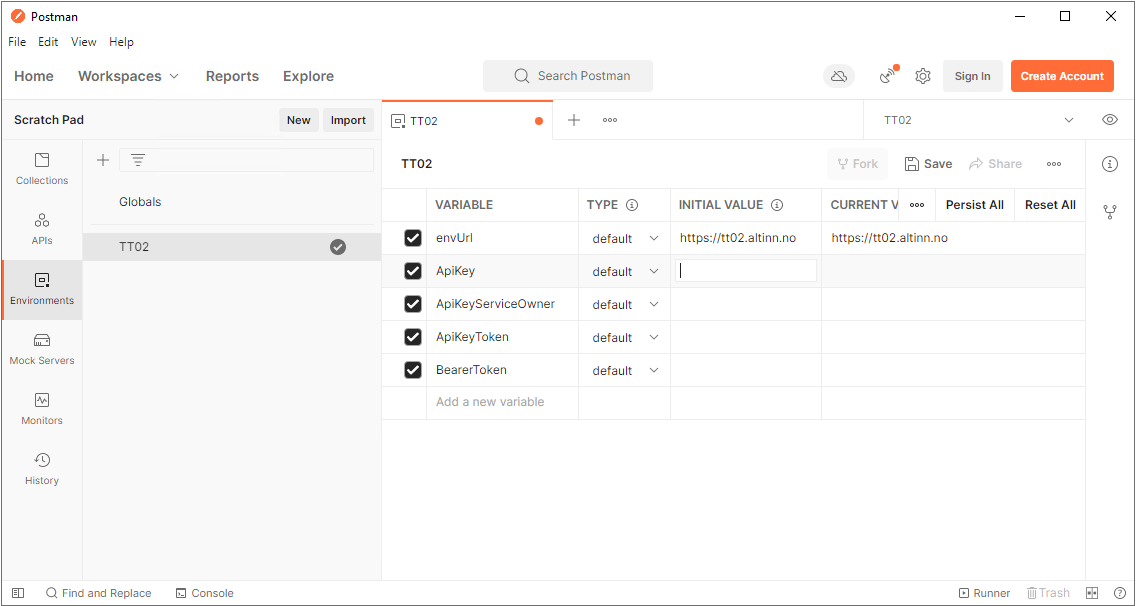 Postman
File Edit View Help
Home Workspaces Reports Explore Search Postman Sign In Create Account
Scratch Pad New Import TT02 TT02
Collections
APIs
Environments
Mock Servers
Monitors
History
Globals
TT02
TT02 Fork Save Share
VARIABLE TYPE INITIAL VALUE CURRENT V Persist All Reset All
envUrl default https://tt02.altinn.no https://tt02.altinn.no
ApiKey default
ApiKeyServiceOwner default
ApiKeyToken default
BearerToken default
Add a new variable
Find and Replace Console Runner Trash